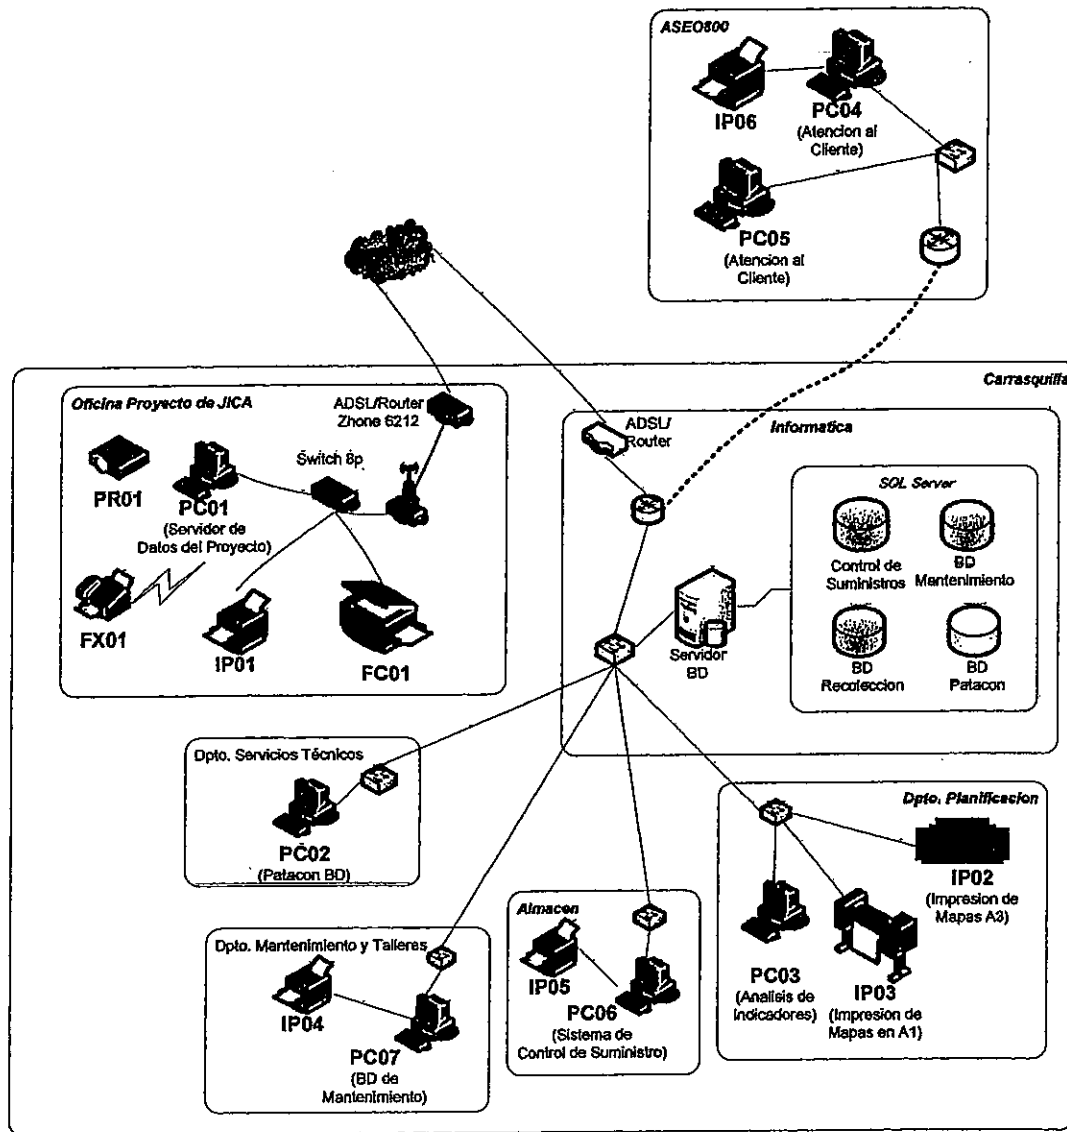 ASEO800
IP06
PC04
(Atencion al
Cliente)
PC05
(Atencion al
Cliente)
Carrasquilla
Oficina Proyecto de JICA
ADSL/Router
Zhone 6212
Switch 8p
PR01
PC01
(Servidor de
Datos del Proyecto)
FX01
IP01
FC01
ADSL/
Router
Informatica
SQL Server
Control de
Suministros
BD
Mantenimiento
BD
Recoleccion
BD
Patacon
Servidor
BD
Dpto. Servicios Técnicos
PC02
(Patacon BD)
Dpto. Planificacion
IP02
(Impresion de
Mapas A3)
PC03
(Analisis de
Indicadores)
IP03
(Impresion de
Mapas en A1)
Almacen
IP05
PC06
(Sistema de
Control de Suministro)
Dpto. Mantenimiento y Talleres
IP04
PC07
(BD de
Mantenimiento)